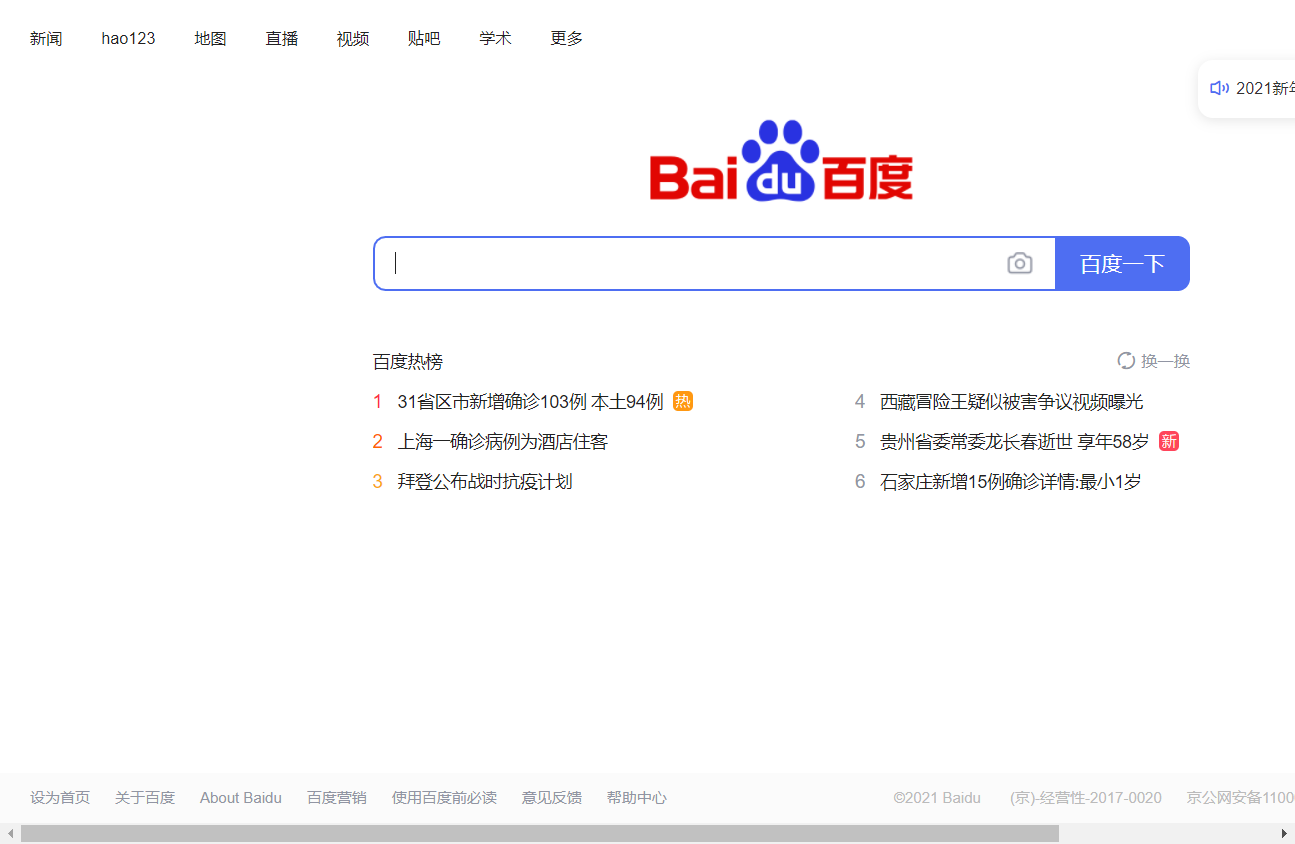 新闻 hao123 地图 直播 视频 贴吧 学术 更多
2021新年
Bai du 百度
百度一下
百度热榜 换一换
1 31省区市新增确诊103例 本土94例 热
2 上海一确诊病例为酒店住客
3 拜登公布战时抗疫计划
4 西藏冒险王疑似被害争议视频曝光
5 贵州省委常委龙长春逝世 享年58岁 新
6 石家庄新增15例确诊详情:最小1岁
设为首页 关于百度 About Baidu 百度营销 使用百度前必读 意见反馈 帮助中心 ©2021 Baidu (京)-经营性-2017-0020 京公网安备1100